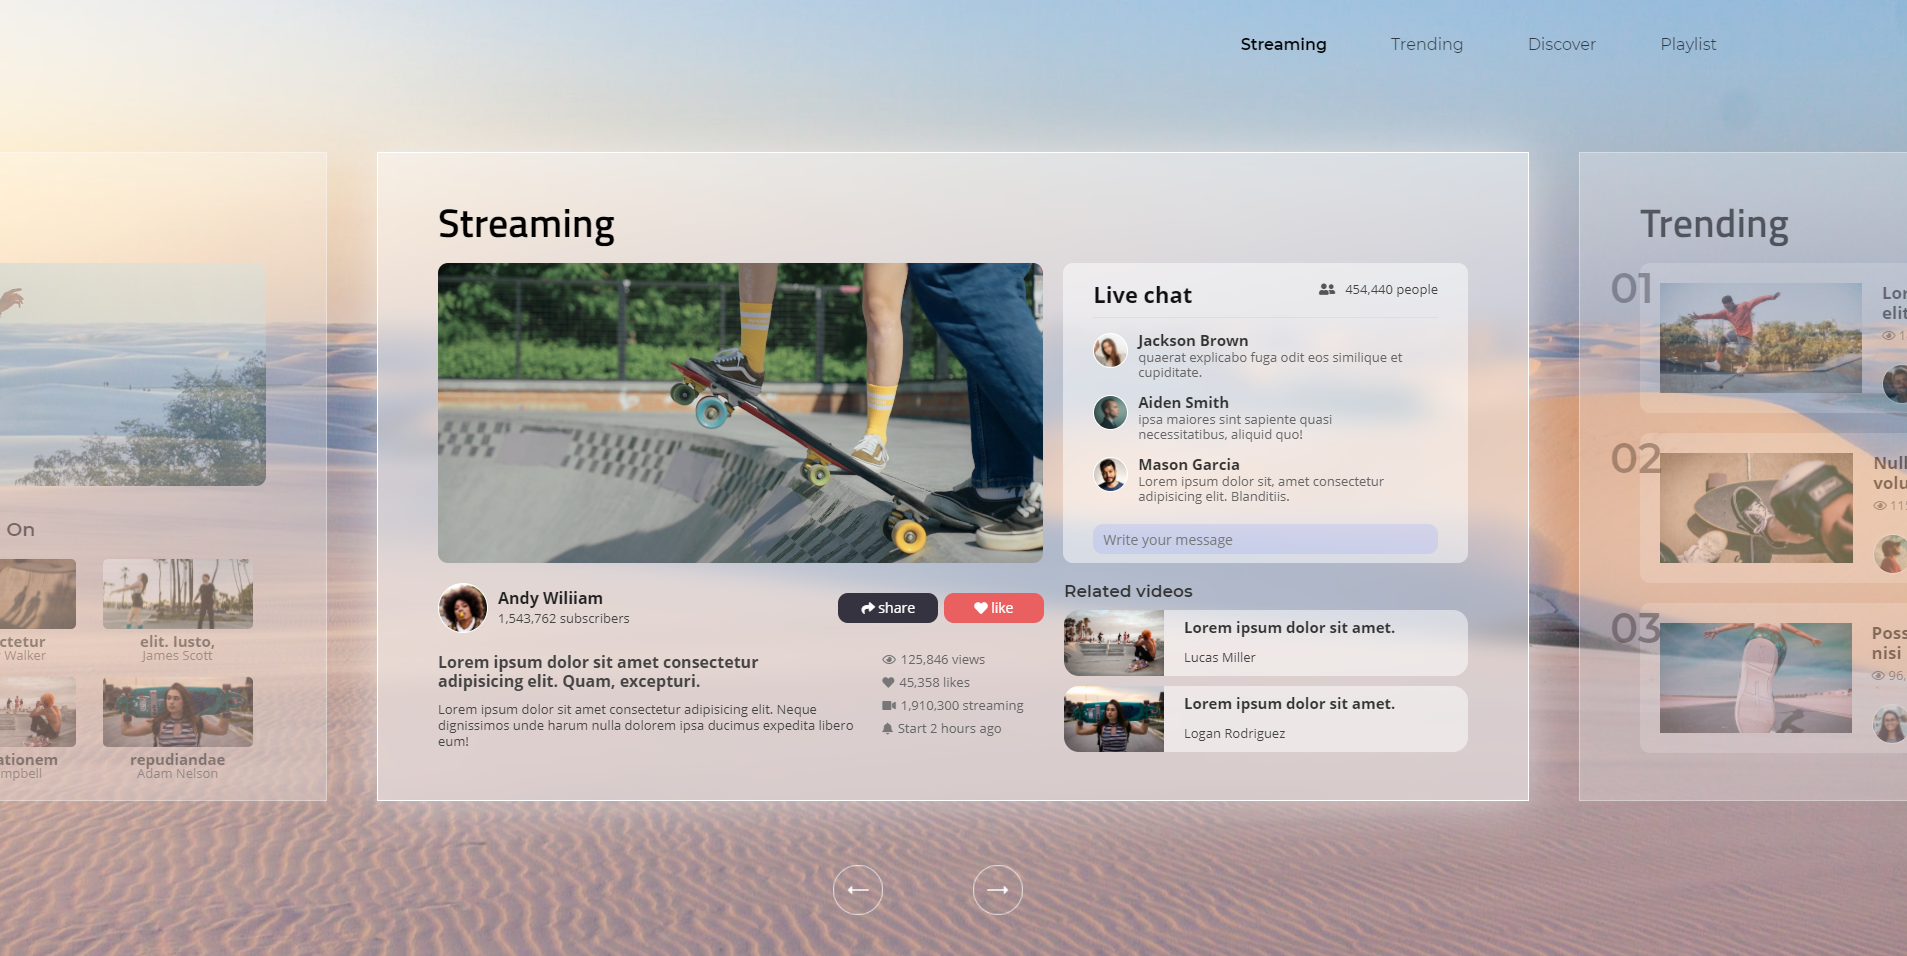 Streaming
Trending
Discover
Playlist
On
ctetur
Walker
elit. Iusto,
James Scott
ationem
mpbell
repudiandae
Adam Nelson
Streaming
Andy Wiliiam
1,543,762 subscribers
share
like
Lorem ipsum dolor sit amet consectetur
adipisicing elit. Quam, excepturi.
Lorem ipsum dolor sit amet consectetur adipisicing elit. Neque
dignissimos unde harum nulla dolorem ipsa ducimus expedita libero
eum!
125,846 views
45,358 likes
1,910,300 streaming
Start 2 hours ago
Live chat
454,440 people
Jackson Brown
quaerat explicabo fuga odit eos similique et
cupiditate.
Aiden Smith
ipsa maiores sint sapiente quasi
necessitatibus, aliquid quo!
Mason Garcia
Lorem ipsum dolor sit, amet consectetur
adipisicing elit. Blanditiis.
Write your message
Related videos
Lorem ipsum dolor sit amet.
Lucas Miller
Lorem ipsum dolor sit amet.
Logan Rodriguez
Trending
01
Lor
elit
1
02
Null
volu
115
03
Poss
nisi
96,